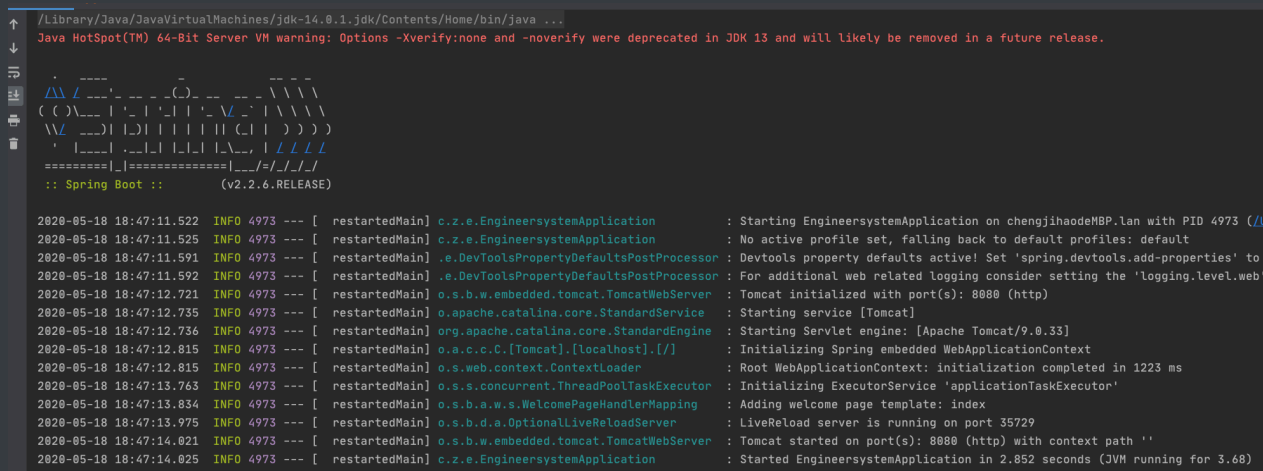 /Library/Java/JavaVirtualMachines/jdk-14.0.1.jdk/Contents/Home/bin/java ...
Java HotSpot(TM) 64-Bit Server VM warning: Options -Xverify:none and -noverify were deprecated in JDK 13 and will likely be removed in a future release.
  .   ____          _            __ _ _
 /\\ / ___'_ __ _ _(_)_ __  __ _ \ \ \ \
( ( )\___ | '_ | '_| | '_ \/ _` | \ \ \ \
 \\/  ___)| |_)| | | | | || (_| |  ) ) ) )
  '  |____| .__|_| |_|_| |_\__, | / / / /
 =========|_|==============|___/=/_/_/_/
 :: Spring Boot ::        (v2.2.6.RELEASE)
2020-05-18 18:47:11.522  INFO 4973 --- [  restartedMain] c.z.e.EngineersystemApplication          : Starting EngineersystemApplication on chengjihaodeMBP.lan with PID 4973 (/
2020-05-18 18:47:11.525  INFO 4973 --- [  restartedMain] c.z.e.EngineersystemApplication          : No active profile set, falling back to default profiles: default
2020-05-18 18:47:11.591  INFO 4973 --- [  restartedMain] .e.DevToolsPropertyDefaultsPostProcessor : Devtools property defaults active! Set 'spring.devtools.add-properties' to
2020-05-18 18:47:11.592  INFO 4973 --- [  restartedMain] .e.DevToolsPropertyDefaultsPostProcessor : For additional web related logging consider setting the 'logging.level.web'
2020-05-18 18:47:12.721  INFO 4973 --- [  restartedMain] o.s.b.w.embedded.tomcat.TomcatWebServer  : Tomcat initialized with port(s): 8080 (http)
2020-05-18 18:47:12.735  INFO 4973 --- [  restartedMain] o.apache.catalina.core.StandardService   : Starting service [Tomcat]
2020-05-18 18:47:12.736  INFO 4973 --- [  restartedMain] org.apache.catalina.core.StandardEngine  : Starting Servlet engine: [Apache Tomcat/9.0.33]
2020-05-18 18:47:12.815  INFO 4973 --- [  restartedMain] o.a.c.c.C.[Tomcat].[localhost].[/]       : Initializing Spring embedded WebApplicationContext
2020-05-18 18:47:12.815  INFO 4973 --- [  restartedMain] o.s.web.context.ContextLoader            : Root WebApplicationContext: initialization completed in 1223 ms
2020-05-18 18:47:13.763  INFO 4973 --- [  restartedMain] o.s.s.concurrent.ThreadPoolTaskExecutor  : Initializing ExecutorService 'applicationTaskExecutor'
2020-05-18 18:47:13.834  INFO 4973 --- [  restartedMain] o.s.b.a.w.s.WelcomePageHandlerMapping    : Adding welcome page template: index
2020-05-18 18:47:13.975  INFO 4973 --- [  restartedMain] o.s.b.d.a.OptionalLiveReloadServer       : LiveReload server is running on port 35729
2020-05-18 18:47:14.021  INFO 4973 --- [  restartedMain] o.s.b.w.embedded.tomcat.TomcatWebServer  : Tomcat started on port(s): 8080 (http) with context path ''
2020-05-18 18:47:14.025  INFO 4973 --- [  restartedMain] c.z.e.EngineersystemApplication          : Started EngineersystemApplication in 2.852 seconds (JVM running for 3.68)